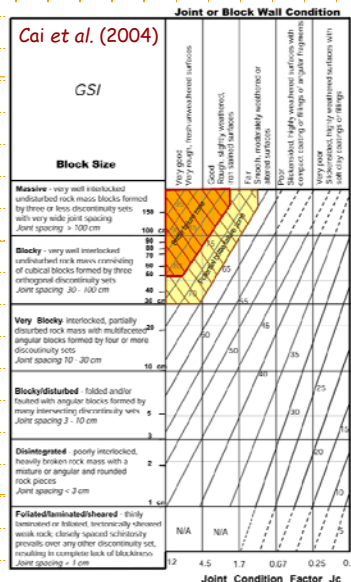 Joint or Block Wall Condition
Cai et al. (2004)
GSI
Block Size
Very good
Very rough, fresh unweathered surfaces
Good
Rough, slightly weathered,
iron stained surfaces
Fair
Smooth, moderately weathered or
altered surfaces
Poor
Slickensided, highly weathered surfaces with
compact coating or fillings of angular fragments
Very poor
Slickensided, highly weathered surfaces with
soft clay coatings or fillings
Massive - very well interlocked
undisturbed rock mass blocks formed
by three or less discontinuity sets
with very wide joint spacing
Joint spacing > 100 cm
150
100 cm
Blocky - very well interlocked
undisturbed rock mass consisting
of cubical blocks formed by three
orthogonal discontinuity sets
Joint spacing 30 - 100 cm
90
80
70
60
50
40
30 cm
75
65
70
55
Very Blocky- interlocked, partially
disturbed rock mass with multifaceted
angular blocks formed by four or more
discoutinuity sets
Joint spacing 10 - 30 cm
20
10 cm
60
50
45
35
40
Blocky/disturbed - folded and/or
faulted with angular blocks formed by
many intersecting discontinuity sets
Joint spacing 3 - 10 cm
5
3
25
30
15
Disintegrated - poorly interlocked,
heavily broken rock mass with a
mixture or angular and rounded
rock pieces
Joint spacing < 3 cm
2
1 cm
20
10
Foliated/laminated/sheared - thinly
laminated or foliated, tectonically sheared
weak rock; closely spaced schistosity
prevails over any other discontinuity set,
resulting in complete lack of blockiness
Joint spacing < 1 cm
N/A
N/A
5
12
4.5
1.7
0.67
0.25
0.
Joint Condition Factor Jc